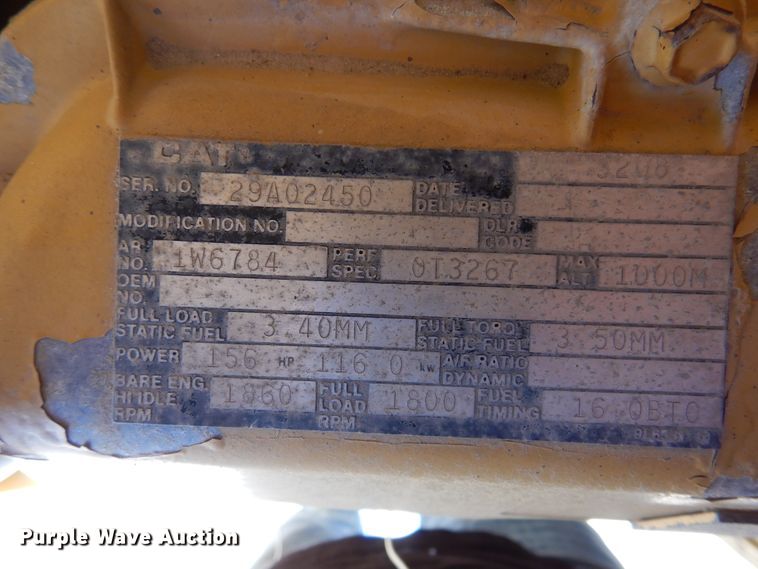 CAT 3208
SER. NO. 29A02450 DATE DELIVERED
MODIFICATION NO. DLR CODE
AR. NO. 1W6784 PERF SPEC 0T3267 MAX ALT 1000M
OEM NO.
FULL LOAD STATIC FUEL 3.40MM FULL TORQ STATIC FUEL 3.50MM
POWER 156 HP 116.0 kw A/F RATIO DYNAMIC
BARE ENG. HI IDLE RPM 1860 FULL LOAD RPM 1800 FUEL TIMING 16.0BTC
Purple Wave Auction